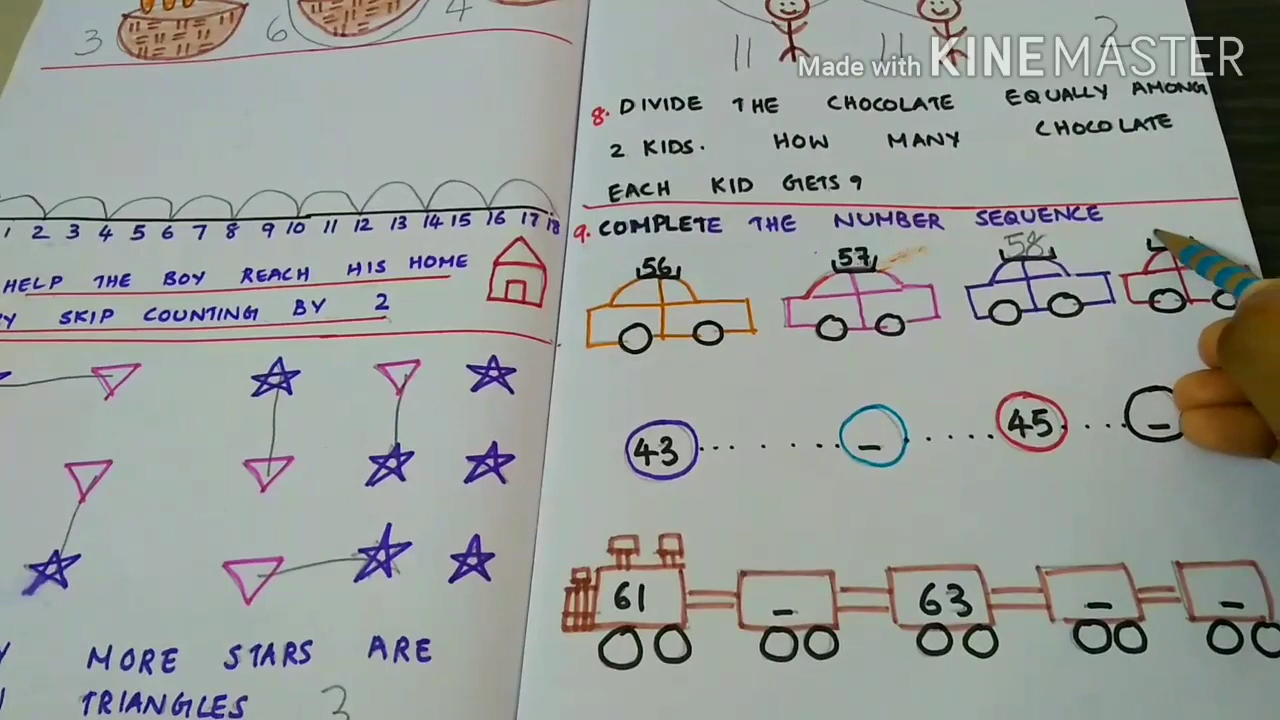 3 6 4
1 2 3 4 5 6 7 8 9 10 11 12 13 14 15 16 17 18
HELP THE BOY REACH HIS HOME
SKIP COUNTING BY 2
MORE STARS ARE
TRIANGLES 3
11 11 2
Made with KINEMASTER
8. DIVIDE THE CHOCOLATE EQUALLY AMONG
2 KIDS. HOW MANY CHOCOLATE
EACH KID GETS ?
9. COMPLETE THE NUMBER SEQUENCE
56 57 58
43 ........ _ ..... 45 ... _
61 _ 63 _ _